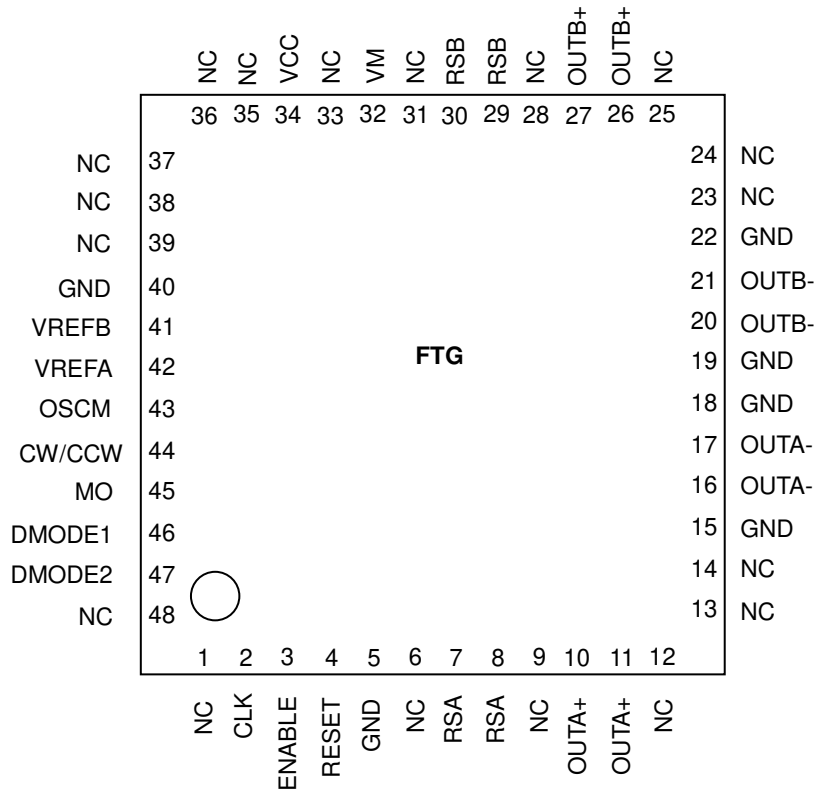 NC NC VCC NC VM NC RSB RSB NC OUTB+ OUTB+ NC
36 35 34 33 32 31 30 29 28 27 26 25
NC 37 24 NC
NC 38 23 NC
NC 39 22 GND
GND 40 21 OUTB-
VREFB 41 20 OUTB-
VREFA 42 FTG 19 GND
OSCM 43 18 GND
CW/CCW 44 17 OUTA-
MO 45 16 OUTA-
DMODE1 46 15 GND
DMODE2 47 14 NC
NC 48 13 NC
1 2 3 4 5 6 7 8 9 10 11 12
NC CLK ENABLE RESET GND NC RSA RSA NC OUTA+ OUTA+ NC